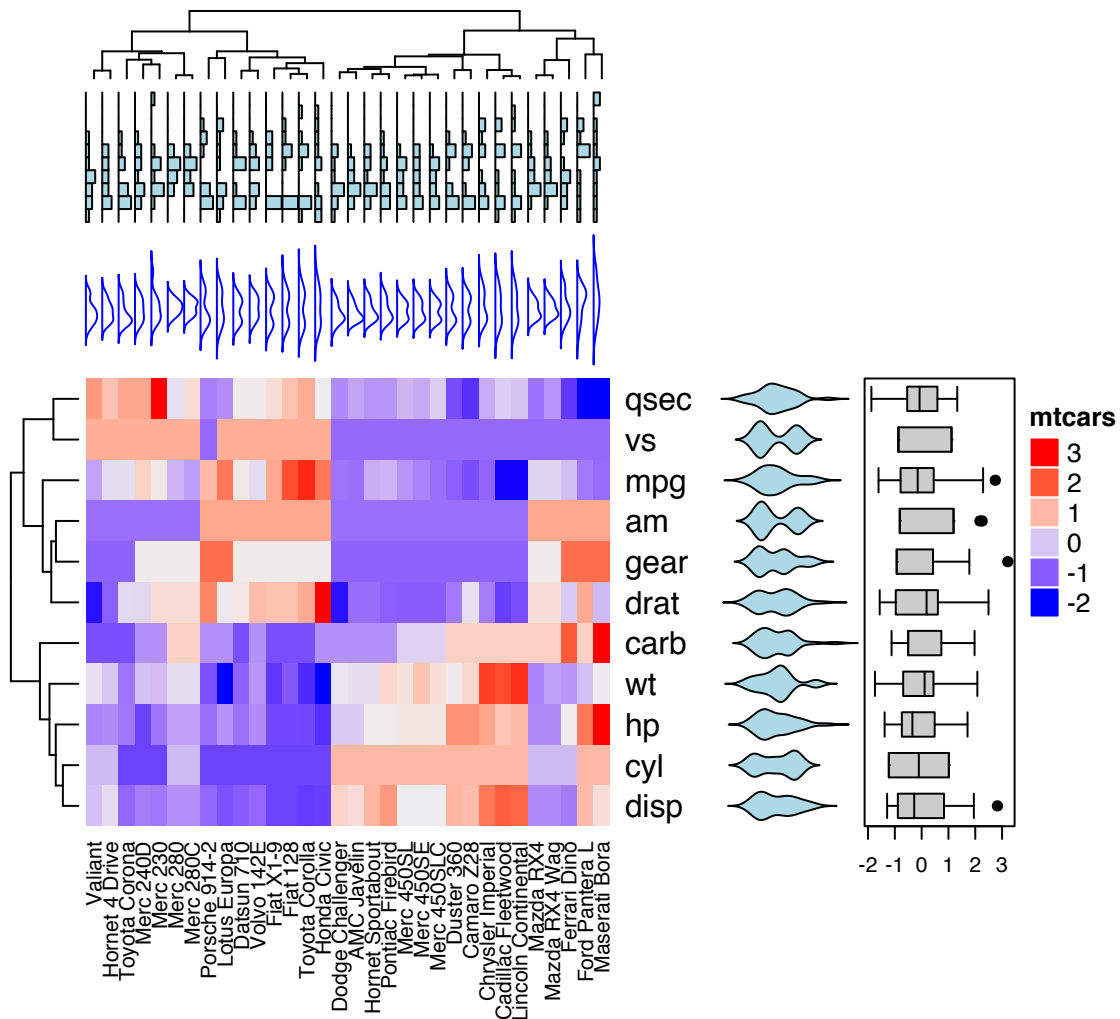 qsec
vs
mpg
am
gear
drat
carb
wt
hp
cyl
disp
mtcars
3
2
1
0
-1
-2
-2 -1 0 1 2 3
Valiant
Hornet 4 Drive
Toyota Corona
Merc 240D
Merc 230
Merc 280
Merc 280C
Porsche 914-2
Lotus Europa
Datsun 710
Volvo 142E
Fiat X1-9
Fiat 128
Toyota Corolla
Honda Civic
Dodge Challenger
AMC Javelin
Hornet Sportabout
Pontiac Firebird
Merc 450SL
Merc 450SE
Merc 450SLC
Duster 360
Camaro Z28
Chrysler Imperial
Cadillac Fleetwood
Lincoln Continental
Mazda RX4
Mazda RX4 Wag
Ferrari Dino
Ford Pantera L
Maserati Bora